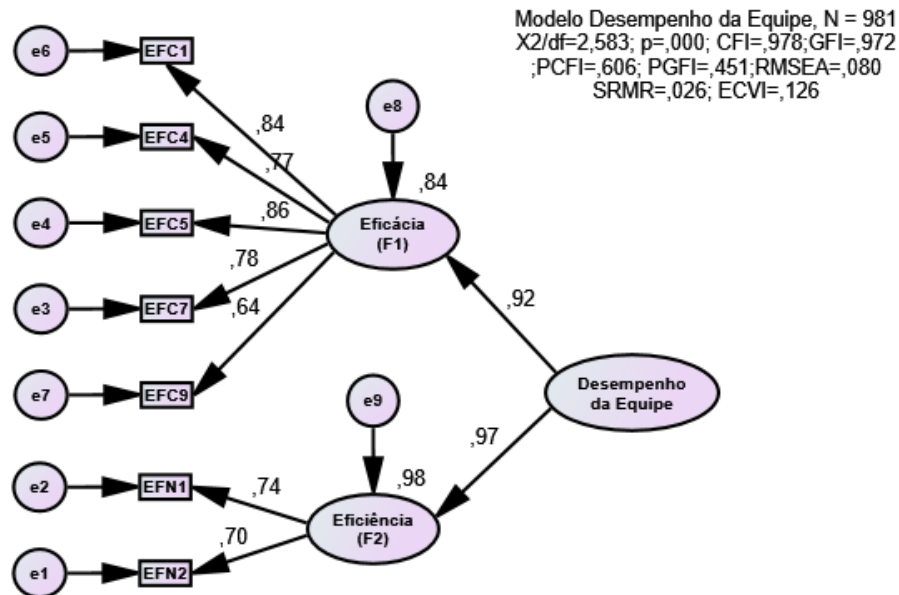 Modelo Desempenho da Equipe, N = 981
X2/df=2,583; p=,000; CFI=,978;GFI=,972
;PCFI=,606; PGFI=,451;RMSEA=,080
SRMR=,026; ECVI=,126
e6
EFC1
e8
,84
e5
EFC4
,77
,84
e4
EFC5
,86
Eficácia
(F1)
,78
e3
EFC7
,64
,92
e7
EFC9
e9
Desempenho
da Equipe
,97
e2
EFN1
,74
,98
Eficiência
(F2)
,70
e1
EFN2